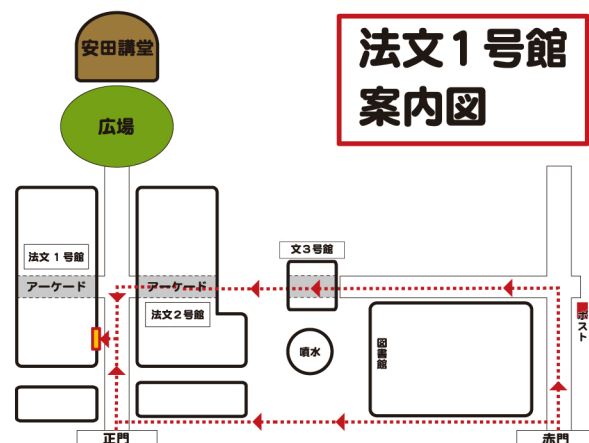 法文１号館
案内図
安田講堂
広場
文３号館
法文１号館
アーケード
アーケード
法文２号館
ポスト
噴水
図書館
正門
赤門